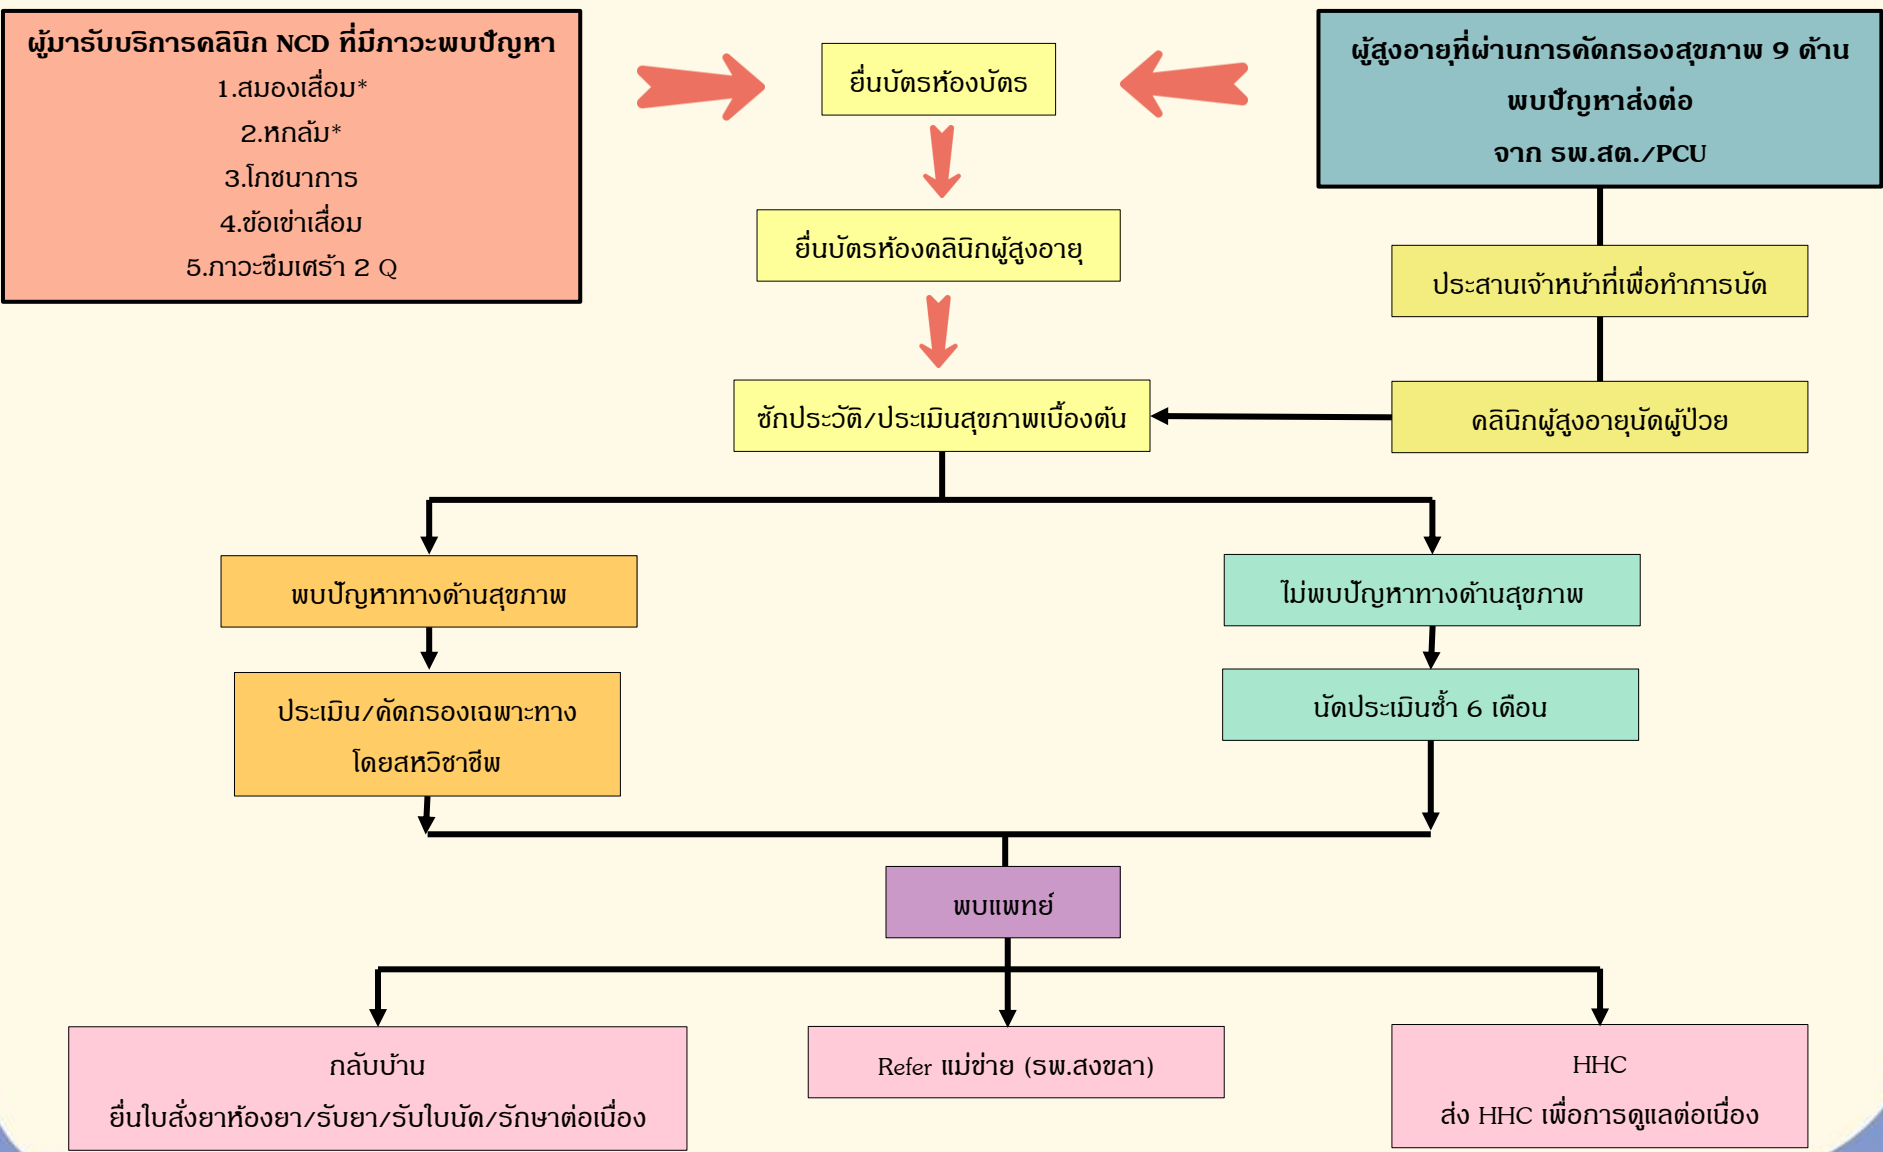 ผู้มารับบริการคลินิก NCD ที่มีภาวะพบปัญหา
1.สมองเสื่อม*
2.หกล้ม*
3.โภชนาการ
4.ข้อเข่าเสื่อม
5.ภาวะซึมเศร้า 2 Q
ยื่นบัตรห้องบัตร
ผู้สูงอายุที่ผ่านการคัดกรองสุขภาพ 9 ด้าน
พบปัญหาส่งต่อ
จาก รพ.สต./PCU
ยื่นบัตรห้องคลินิกผู้สูงอายุ
ประสานเจ้าหน้าที่เพื่อทำการนัด
ซักประวัติ/ประเมินสุขภาพเบื้องต้น
คลินิกผู้สูงอายุนัดผู้ป่วย
พบปัญหาทางด้านสุขภาพ
ไม่พบปัญหาทางด้านสุขภาพ
ประเมิน/คัดกรองเฉพาะทาง
โดยสหวิชาชีพ
นัดประเมินซ้ำ 6 เดือน
พบแพทย์
กลับบ้าน
ยื่นใบสั่งยาห้องยา/รับยา/รับใบนัด/รักษาต่อเนื่อง
Refer แม่ข่าย (รพ.สงขลา)
HHC
ส่ง HHC เพื่อการดูแลต่อเนื่อง